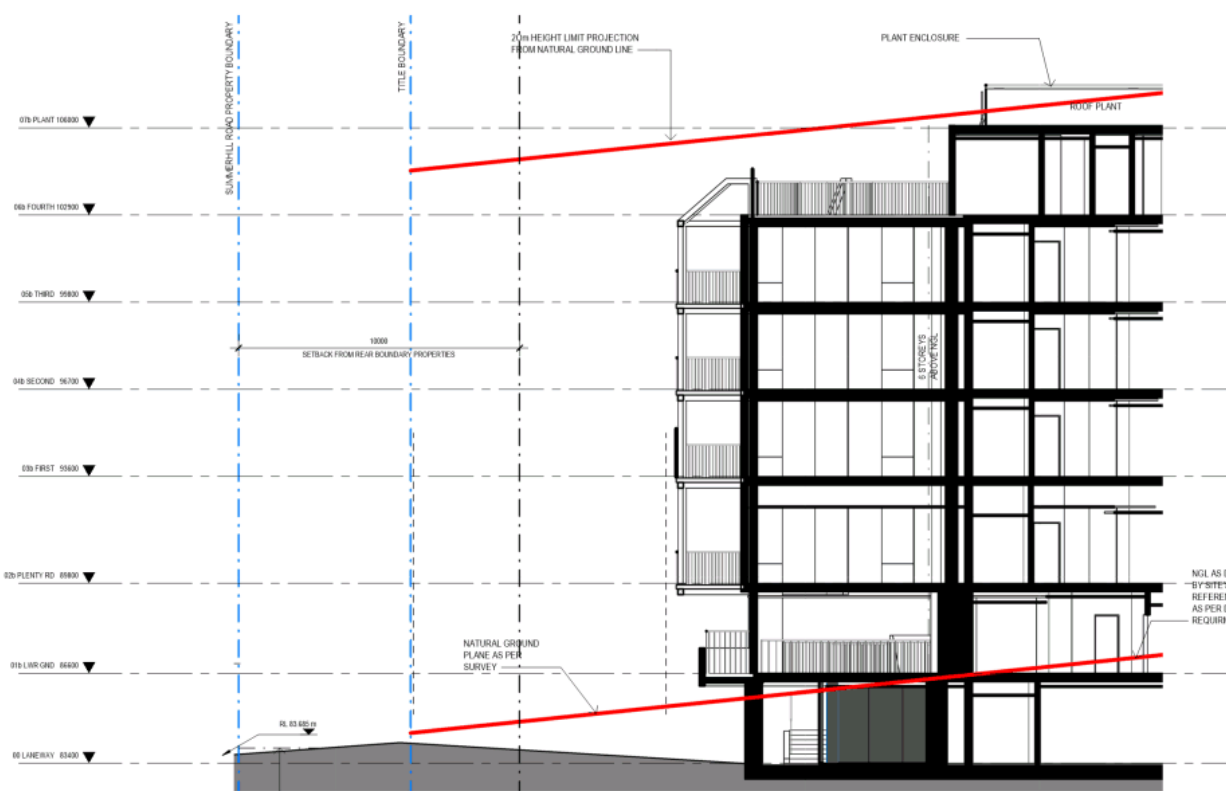 20m HEIGHT LIMIT PROJECTION
FROM NATURAL GROUND LINE
PLANT ENCLOSURE
SUMMERHILL ROAD PROPERTY BOUNDARY
TITLE BOUNDARY
ROOF PLANT
07b PLANT 106800
06b FOURTH 102900
05b THIRD 99800
10000
SETBACK FROM REAR BOUNDARY PROPERTIES
6 STOREYS
ABOVE NGL
04b SECOND 96700
03b FIRST 93600
02b PLENTY RD 89800
NGL AS
BY SITE
REFEREN
AS PER
REQUIRM
NATURAL GROUND
PLANE AS PER
SURVEY
01b LWR GND 86600
RL 83.685 m
00 LANEWAY 83400